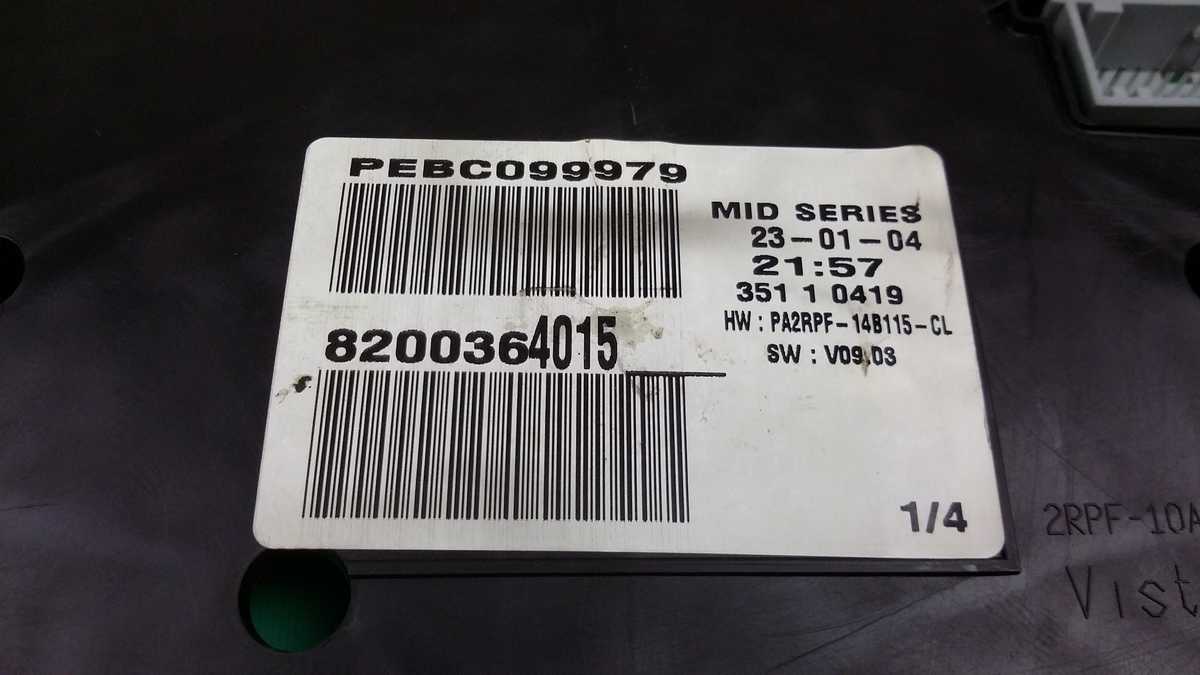 PEBC099979
MID SERIES
23-01-04
21:57
351 1 0419
HW : PA2RPF-14B115-CL
SW : V09.03
8200364015
1/4
2RPF-10A
Vist